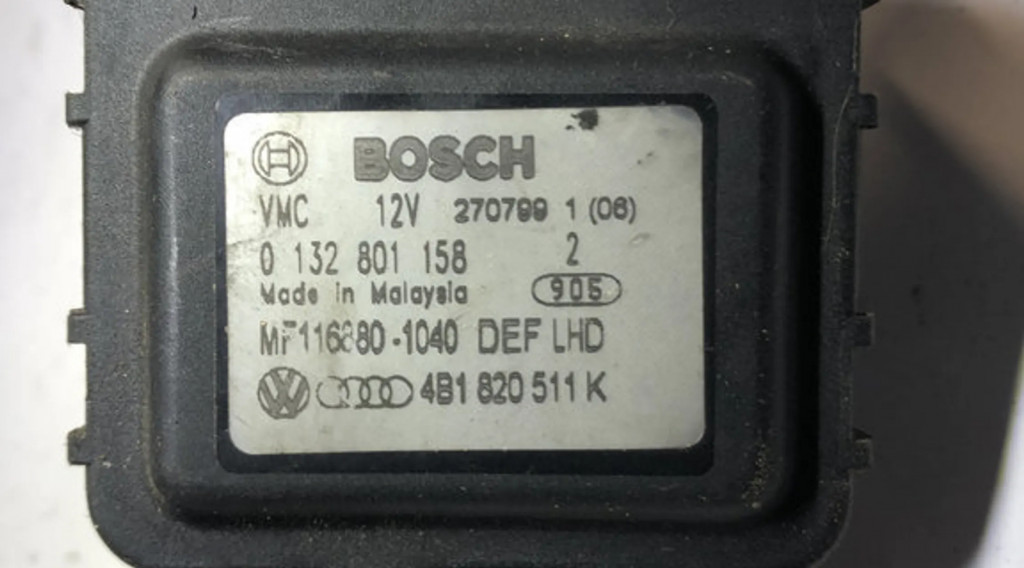 BOSCH
VMC 12V 270799 1 (06)
0 132 801 158 2
Made in Malaysia 905
MF116880-1040 DEF LHD
4B1 820 511 K